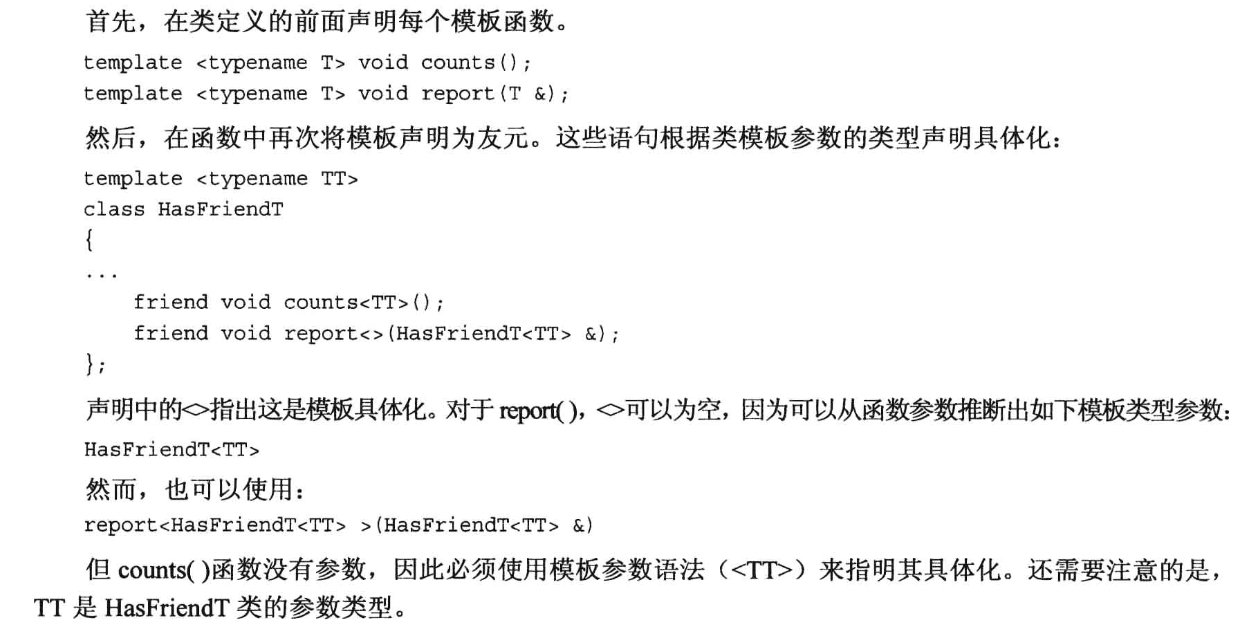 首先，在类定义的前面声明每个模板函数。
template <typename T> void counts();
template <typename T> void report(T &);
然后，在函数中再次将模板声明为友元。这些语句根据类模板参数的类型声明具体化：
template <typename TT>
class HasFriendT
{
...
    friend void counts<TT>();
    friend void report<>(HasFriendT<TT> &);
};
声明中的<>指出这是模板具体化。对于 report( )，<>可以为空，因为可以从函数参数推断出如下模板类型参数：
HasFriendT<TT>
然而，也可以使用：
report<HasFriendT<TT> >(HasFriendT<TT> &)
但 counts( )函数没有参数，因此必须使用模板参数语法（<TT>）来指明其具体化。还需要注意的是，
TT 是 HasFriendT 类的参数类型。